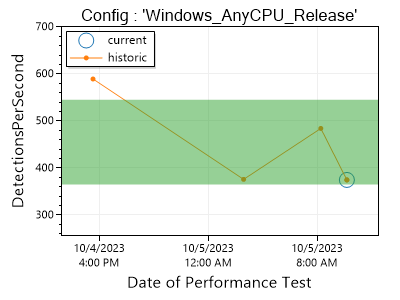 Config : 'Windows_AnyCPU_Release'
700
current
historic
600
500
400
300
DetectionsPerSecond
10/4/2023
4:00 PM
10/5/2023
12:00 AM
10/5/2023
8:00 AM
Date of Performance Test